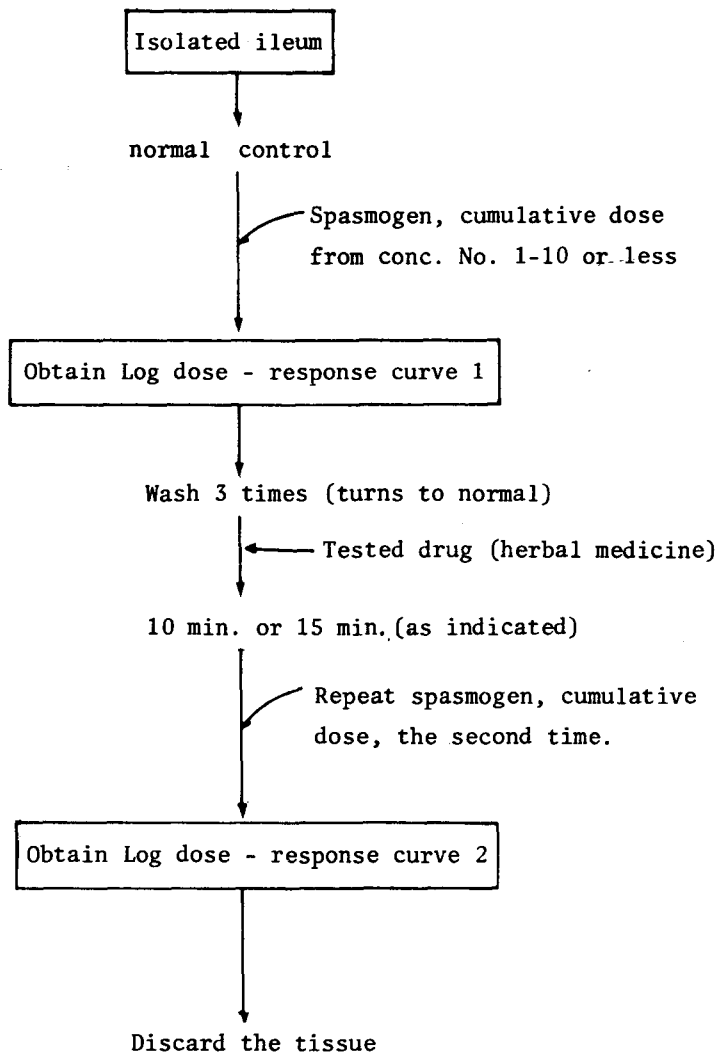 Isolated ileum
normal control
Spasmogen, cumulative dose
from conc. No. 1-10 or less
Obtain Log dose - response curve 1
Wash 3 times (turns to normal)
Tested drug (herbal medicine)
10 min. or 15 min. (as indicated)
Repeat spasmogen, cumulative
dose, the second time.
Obtain Log dose - response curve 2
Discard the tissue